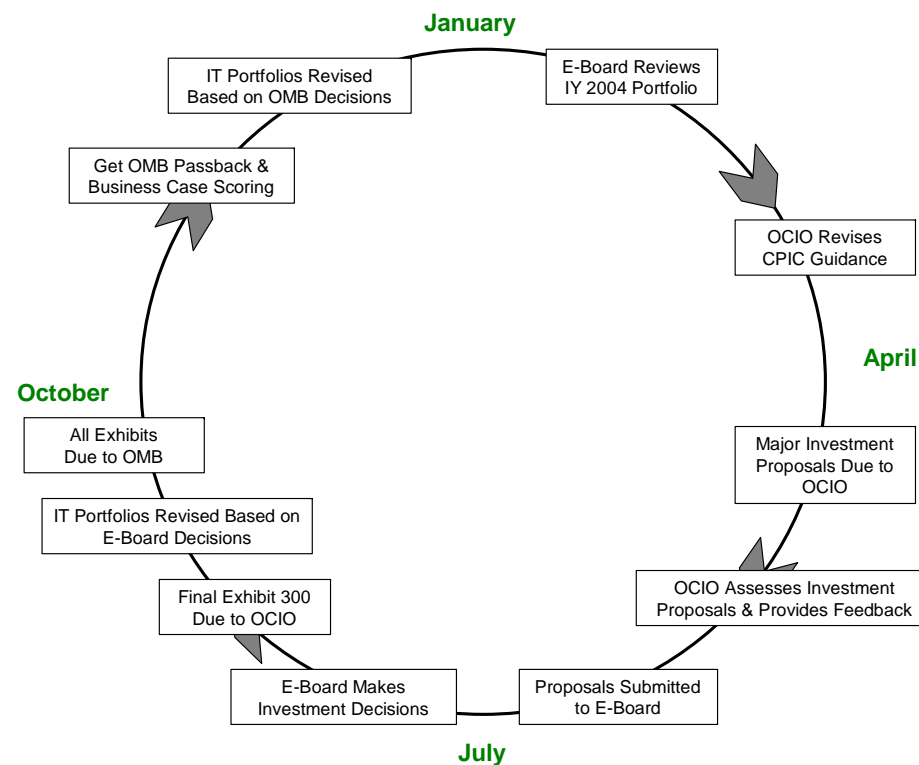 January
IT Portfolios Revised
Based on OMB Decisions
E-Board Reviews
IY 2004 Portfolio
Get OMB Passback &
Business Case Scoring
OCIO Revises
CPIC Guidance
April
October
All Exhibits
Due to OMB
Major Investment
Proposals Due to
OCIO
IT Portfolios Revised Based on
E-Board Decisions
OCIO Assesses Investment
Proposals & Provides Feedback
Final Exhibit 300
Due to OCIO
E-Board Makes
Investment Decisions
Proposals Submitted
to E-Board
July